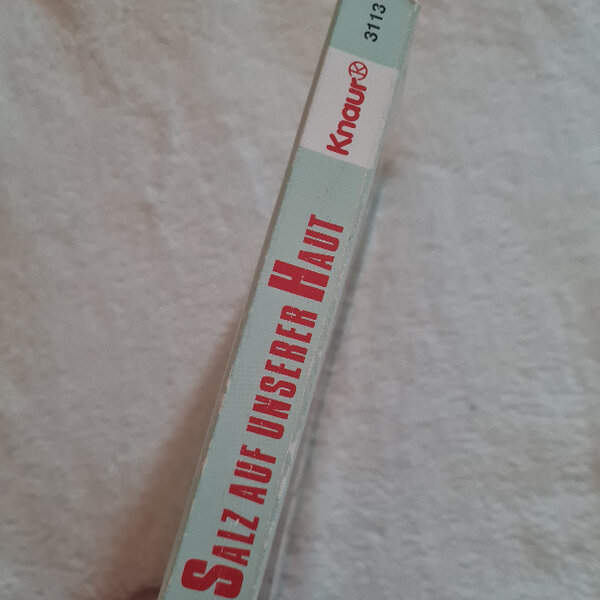 SALZ AUF UNSERER HAUT
Knaur
3113